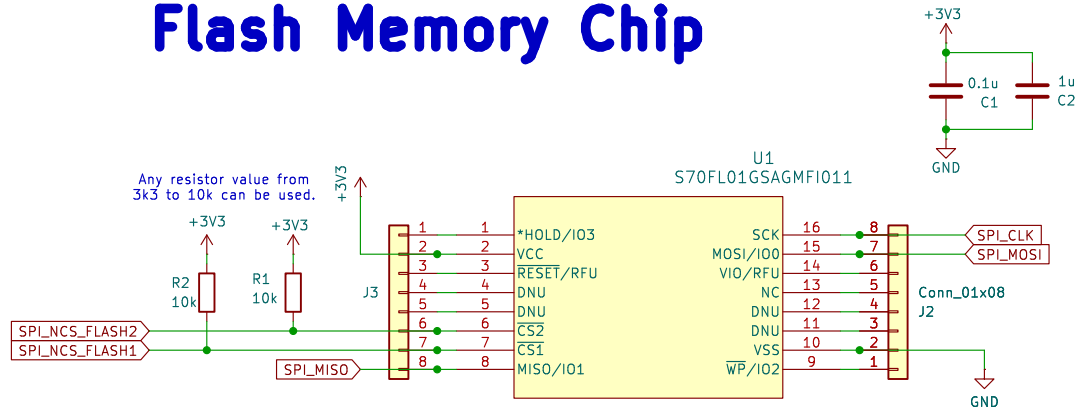 Flash Memory Chip
+3V3
0.1u
C1
1u
C2
GND
Any resistor value from
3k3 to 10k can be used.
+3V3
+3V3
+3V3
R2
10k
R1
10k
SPI_NCS_FLASH2
SPI_NCS_FLASH1
SPI_MISO
J3
1
2
3
4
5
6
7
8
1
2
3
4
5
6
7
8
U1
S70FL01GSAGMFI011
*HOLD/IO3
VCC
RESET/RFU
DNU
DNU
CS2
CS1
MISO/IO1
SCK
MOSI/IO0
VIO/RFU
NC
DNU
DNU
VSS
WP/IO2
16
15
14
13
12
11
10
9
8
7
6
5
4
3
2
1
SPI_CLK
SPI_MOSI
Conn_01x08
J2
GND